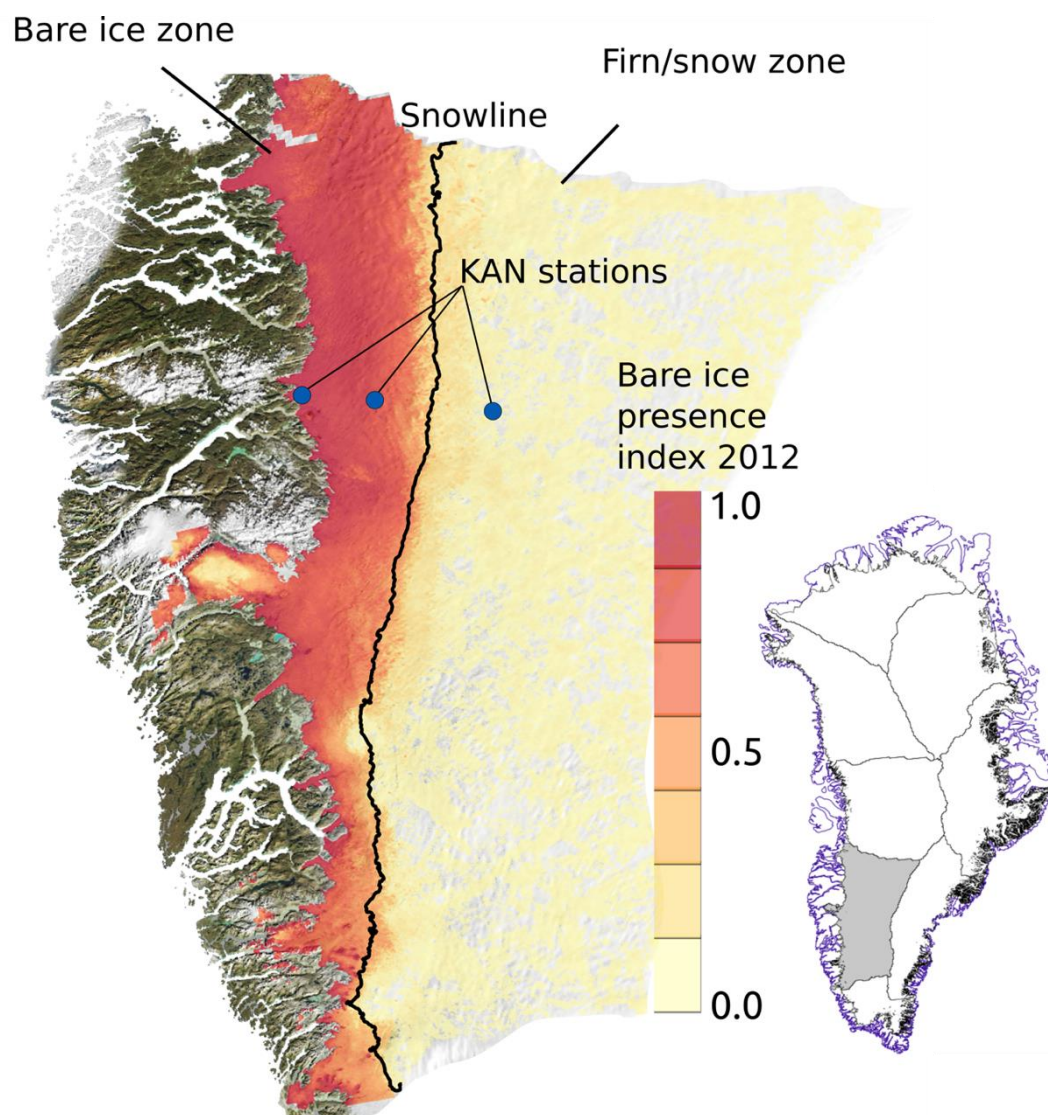 Bare ice zone
Firn/snow zone
Snowline
KAN stations
Bare ice
presence
index 2012
1.0
0.5
0.0